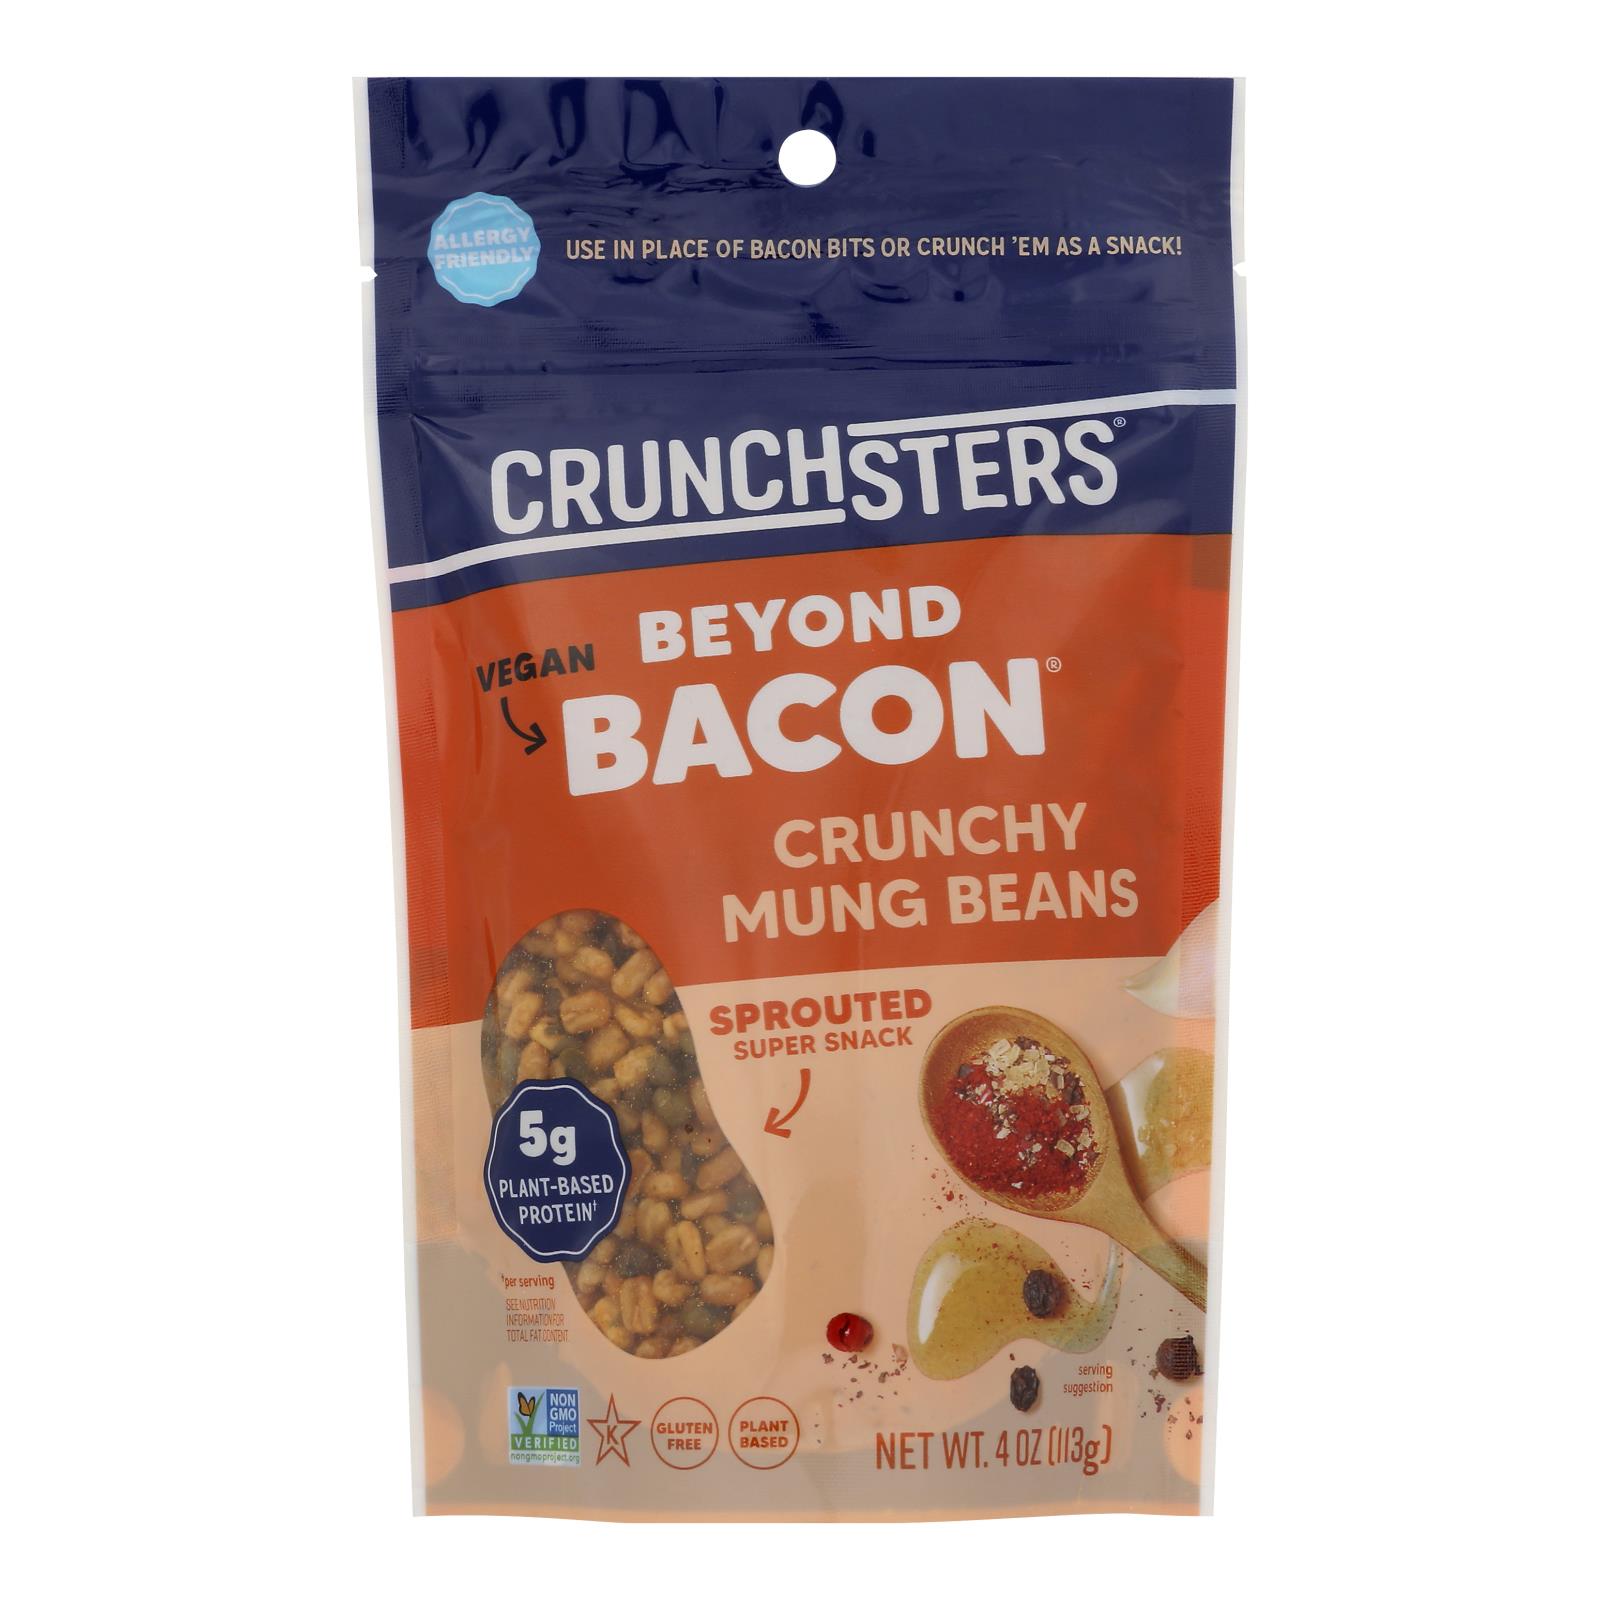 ALLERGY
FRIENDLY
USE IN PLACE OF BACON BITS OR CRUNCH 'EM AS A SNACK!
CRUNCHSTERS®
BEYOND
VEGAN
BACON®
CRUNCHY
MUNG BEANS
SPROUTED
SUPER SNACK
5g
PLANT-BASED
PROTEIN†
†per serving
SEE NUTRITION
INFORMATION FOR
TOTAL FAT CONTENT.
serving
suggestion
NON
GMO
Project
VERIFIED
nongmoproject.org
K
GLUTEN
FREE
PLANT
BASED
NET WT. 4 OZ (113g)